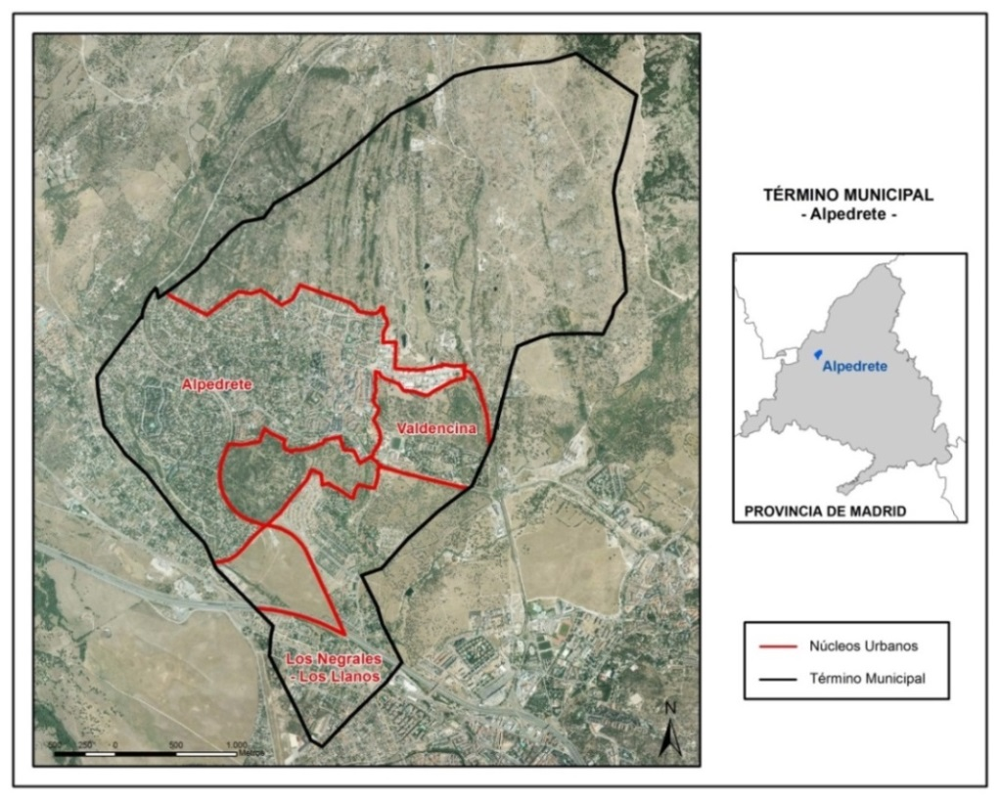 TÉRMINO MUNICIPAL
- Alpedrete -
Alpedrete
PROVINCIA DE MADRID
Alpedrete
Valdencina
Los Negrales
- Los Llanos
Núcleos Urbanos
Término Municipal
N
500 250 0 500 1.000
Metros